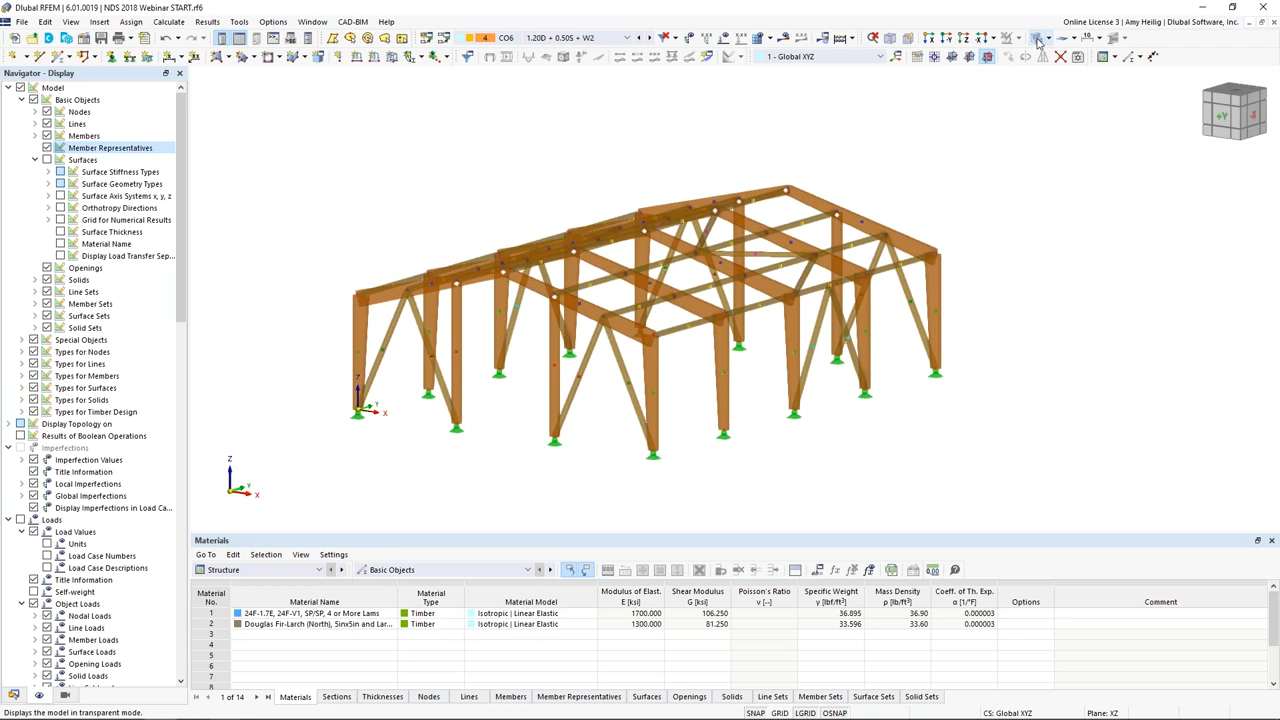 Dlubal RFEM | 6.01.0019 | NDS 2018 Webinar START.rf6
File Edit View Insert Assign Calculate Results Tools Options Window CAD-BIM Help
Online License 3 | Amy Heilig | Dlubal Software, Inc.
4 CO6 1.20D + 0.50S + W2
1 - Global XYZ
Navigator - Display
Model
Basic Objects
Nodes
Lines
Members
Member Representatives
Surfaces
Surface Stiffness Types
Surface Geometry Types
Surface Axis Systems x, y, z
Orthotropy Directions
Grid for Numerical Results
Surface Thickness
Material Name
Display Load Transfer Sep...
Openings
Solids
Line Sets
Member Sets
Surface Sets
Solid Sets
Special Objects
Types for Nodes
Types for Lines
Types for Members
Types for Surfaces
Types for Solids
Types for Timber Design
Display Topology on
Results of Boolean Operations
Imperfections
Imperfection Values
Title Information
Local Imperfections
Global Imperfections
Display Imperfections in Load Ca...
Loads
Load Values
Units
Load Case Numbers
Load Case Descriptions
Title Information
Self-weight
Object Loads
Nodal Loads
Line Loads
Member Loads
Surface Loads
Opening Loads
Solid Loads
+Y -X
Z
Y
X
Z
Y
X
Materials
Go To Edit Selection View Settings
Structure Basic Objects
Material No. Material Name Material Type Material Model Modulus of Elast. E [ksi] Shear Modulus G [ksi] Poisson's Ratio ν [--] Specific Weight γ [lbf/ft³] Mass Density ρ [lb/ft³] Coeff. of Th. Exp. α [1/°F] Options Comment
1 24F-1.7E, 24F-V1, SP/SP, 4 or More Lams Timber Isotropic | Linear Elastic 1700.000 106.250 36.895 36.90 0.000003
2 Douglas Fir-Larch (North), SinxSin and Lar... Timber Isotropic | Linear Elastic 1300.000 81.250 33.596 33.60 0.000003
3
4
5
6
7
8
1 of 14 Materials Sections Thicknesses Nodes Lines Members Member Representatives Surfaces Openings Solids Line Sets Member Sets Surface Sets Solid Sets
Displays the model in transparent mode. SNAP GRID LGRID OSNAP CS: Global XYZ Plane: XZ